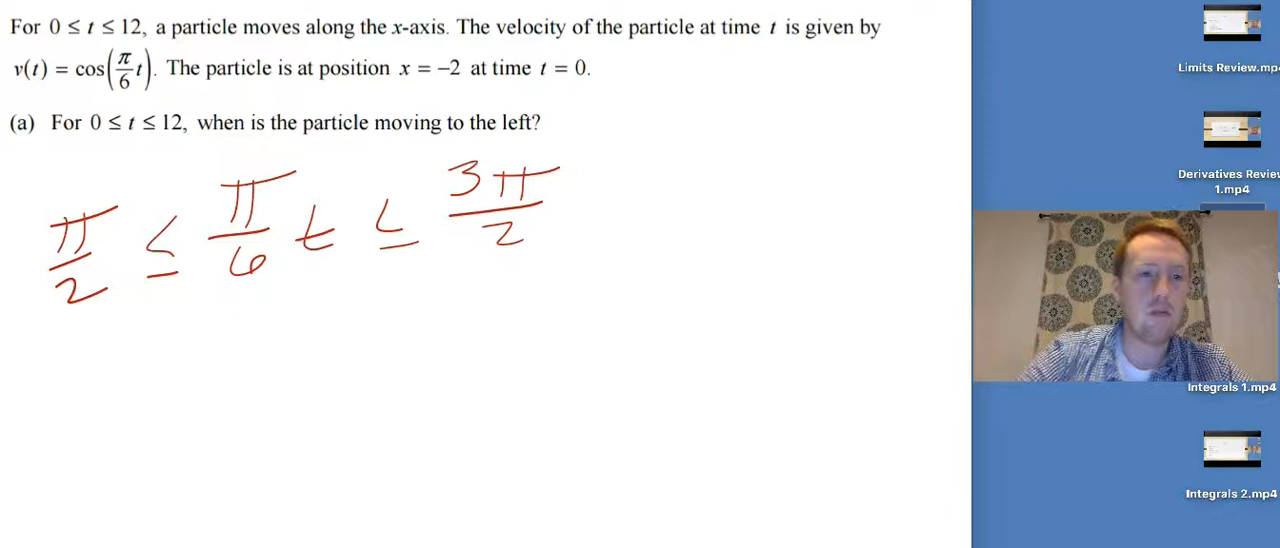 For 0 ≤ t ≤ 12, a particle moves along the x-axis. The velocity of the particle at time t is given by
v(t) = cos(π/6 t). The particle is at position x = −2 at time t = 0.
(a) For 0 ≤ t ≤ 12, when is the particle moving to the left?
π/2 ≤ π/6 t ≤ 3π/2
Limits Review.mp4
Derivatives Review
1.mp4
Integrals 1.mp4
Integrals 2.mp4